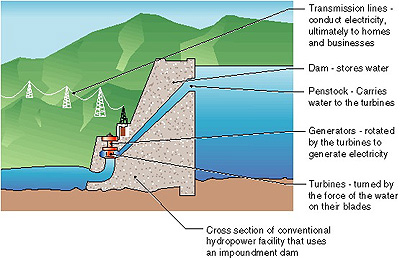 Transmission lines -
conduct electricity,
ultimately to homes
and businesses
Dam - stores water
Penstock - Carries
water to the turbines
Generators - rotated
by the turbines to
generate electricity
Turbines - turned by
the force of the water
on their blades
Cross section of conventional
hydropower facility that uses
an impoundment dam